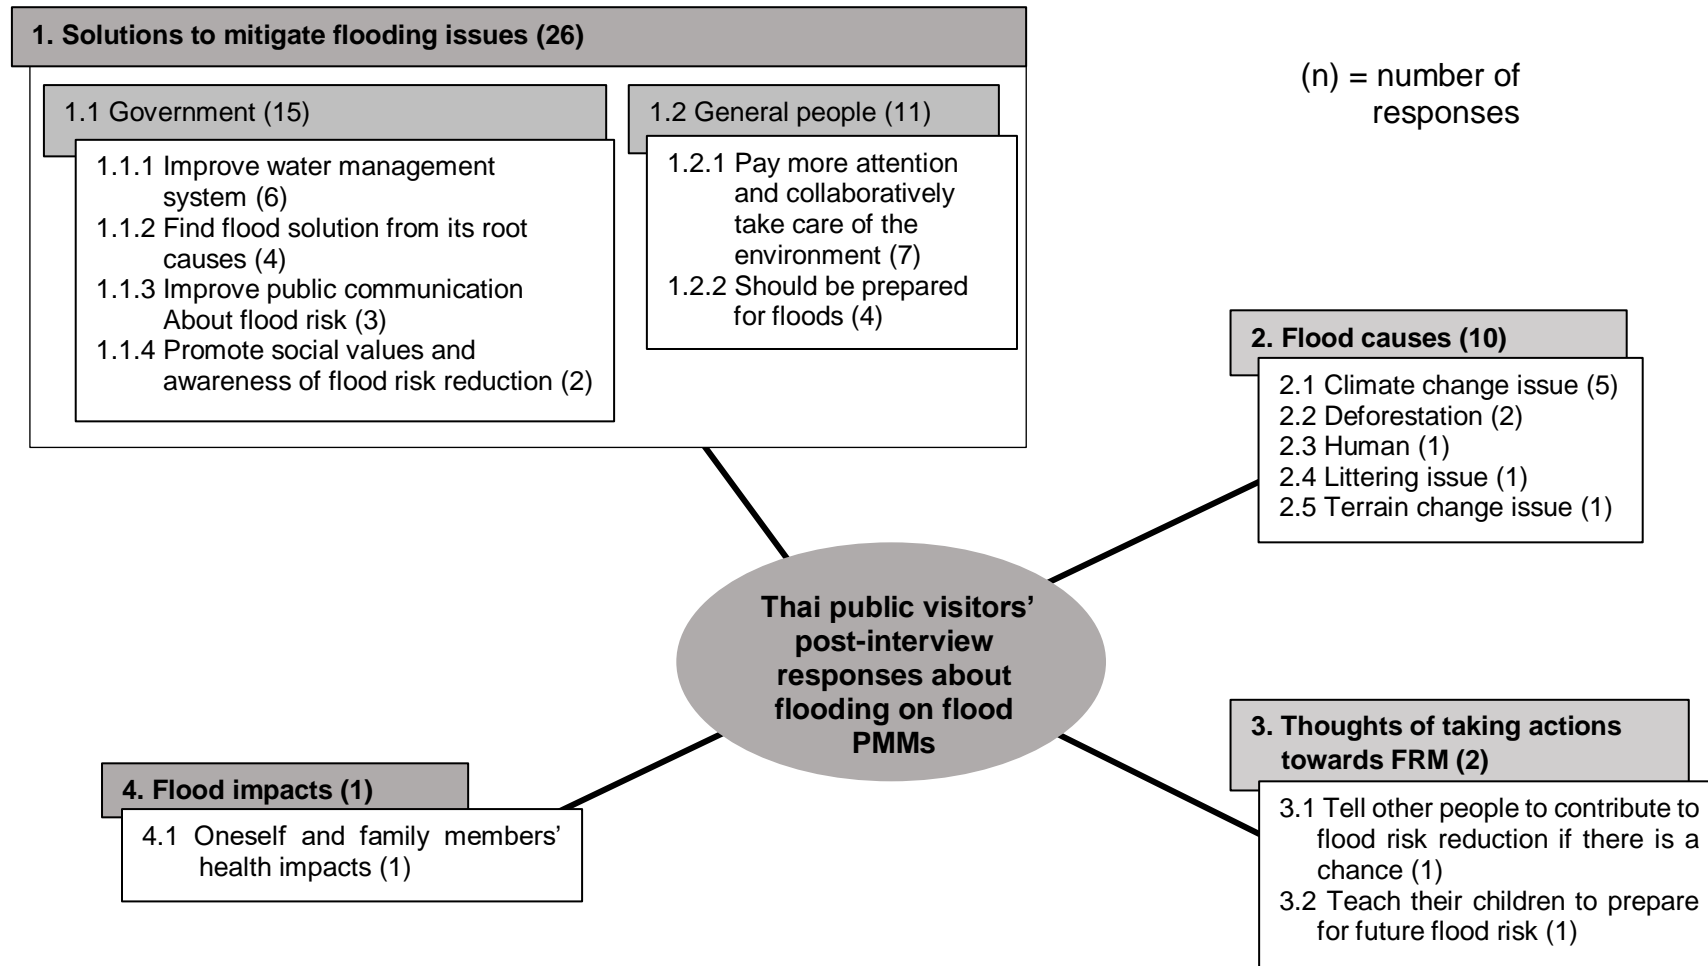 1. Solutions to mitigate flooding issues (26)
1.1 Government (15)
1.1.1 Improve water management
system (6)
1.1.2 Find flood solution from its root
causes (4)
1.1.3 Improve public communication
About flood risk (3)
1.1.4 Promote social values and
awareness of flood risk reduction (2)
1.2 General people (11)
1.2.1 Pay more attention
and collaboratively
take care of the
environment (7)
1.2.2 Should be prepared
for floods (4)
(n) = number of
responses
2. Flood causes (10)
2.1 Climate change issue (5)
2.2 Deforestation (2)
2.3 Human (1)
2.4 Littering issue (1)
2.5 Terrain change issue (1)
Thai public visitors’
post-interview
responses about
flooding on flood
PMMs
3. Thoughts of taking actions
towards FRM (2)
3.1 Tell other people to contribute to
flood risk reduction if there is a
chance (1)
3.2 Teach their children to prepare
for future flood risk (1)
4. Flood impacts (1)
4.1 Oneself and family members’
health impacts (1)